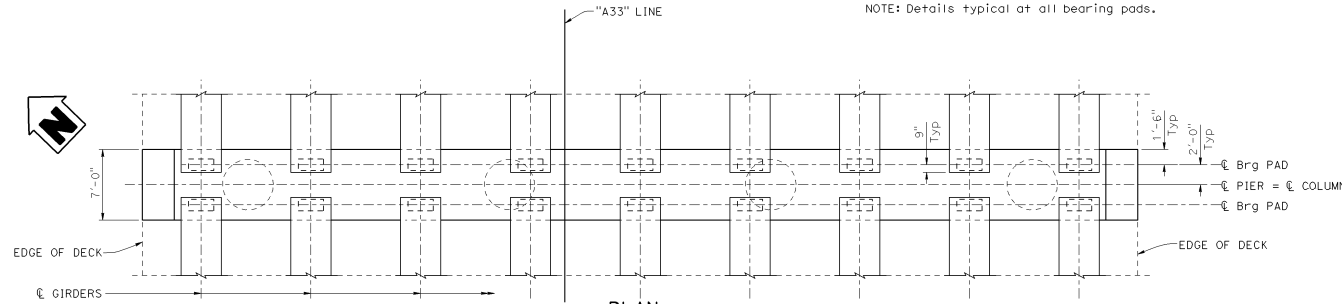 "A33" LINE
NOTE: Details typical at all bearing pads.
N
9"
Typ
1'-6"
Typ
2'-0"
Typ
℄ Brg PAD
℄ PIER = ℄ COLUMN
℄ Brg PAD
7'-0"
EDGE OF DECK
EDGE OF DECK
℄ GIRDERS
PLAN